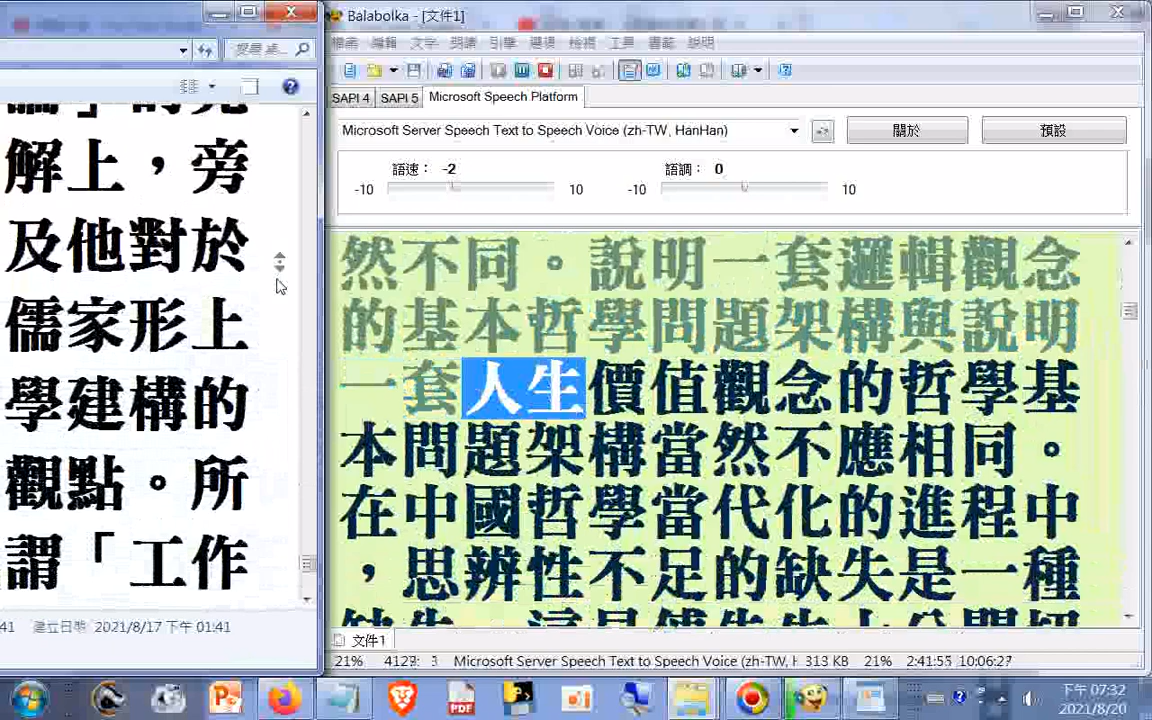 解上，旁
及他對於
儒家形上
學建構的
觀點。所
謂「工作
41 建立日期 2021/8/17 下午 01:41
Balabolka - [文件1]
檔案 編輯 文字 朗讀 引擎 選項 檢視 工具 書籤 說明
SAPI 4 SAPI 5 Microsoft Speech Platform
Microsoft Server Speech Text to Speech Voice (zh-TW, HanHan) 關於 預設
語速： -2 語調： 0
-10 10 -10 10
然不同。說明一套邏輯觀念
的基本哲學問題架構與說明
一套人生價值觀念的哲學基
本問題架構當然不應相同。
在中國哲學當代化的進程中
，思辨性不足的缺失是一種
文件1
21% 4129: 3 Microsoft Server Speech Text to Speech Voice (zh-TW, H 313 KB 21% 2:41:55 10:06:27
下午 07:32
2021/8/20